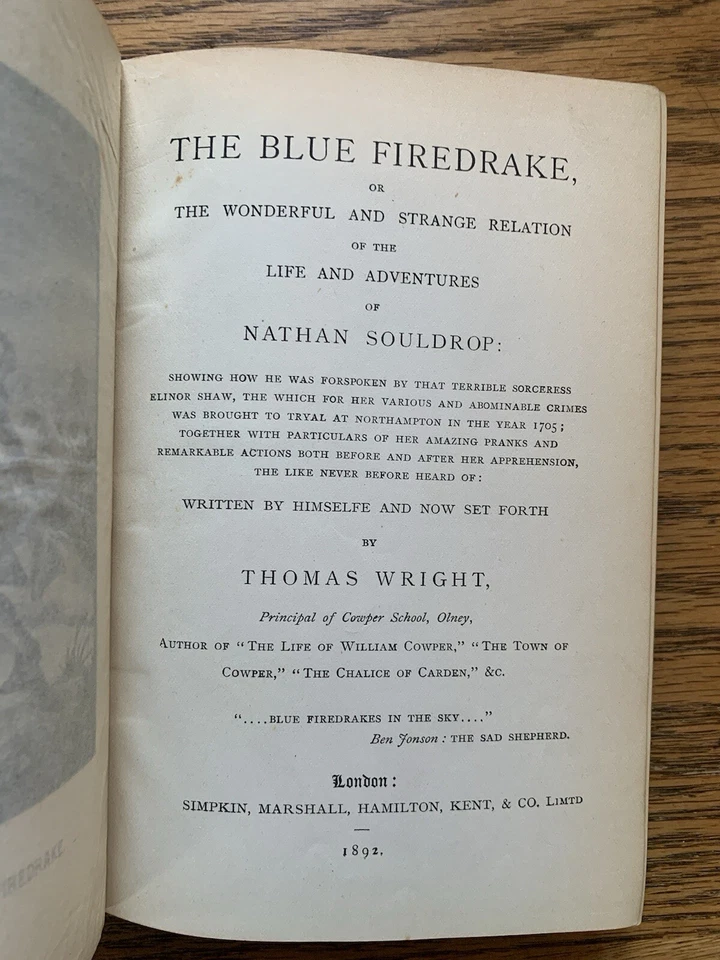 THE BLUE FIREDRAKE,
OR
THE WONDERFUL AND STRANGE RELATION
OF THE
LIFE AND ADVENTURES
OF
NATHAN SOULDROP:
SHOWING HOW HE WAS FORSPOKEN BY THAT TERRIBLE SORCERESS
ELINOR SHAW, THE WHICH FOR HER VARIOUS AND ABOMINABLE CRIMES
WAS BROUGHT TO TRYAL AT NORTHAMPTON IN THE YEAR 1705;
TOGETHER WITH PARTICULARS OF HER AMAZING PRANKS AND
REMARKABLE ACTIONS BOTH BEFORE AND AFTER HER APPREHENSION,
THE LIKE NEVER BEFORE HEARD OF:
WRITTEN BY HIMSELFE AND NOW SET FORTH
BY
THOMAS WRIGHT,
Principal of Cowper School, Olney,
AUTHOR OF "THE LIFE OF WILLIAM COWPER," "THE TOWN OF
COWPER," "THE CHALICE OF CARDEN," &C.
"....BLUE FIREDRAKES IN THE SKY...."
Ben Jonson: THE SAD SHEPHERD.
London:
SIMPKIN, MARSHALL, HAMILTON, KENT, & CO. LIMTD
1892.